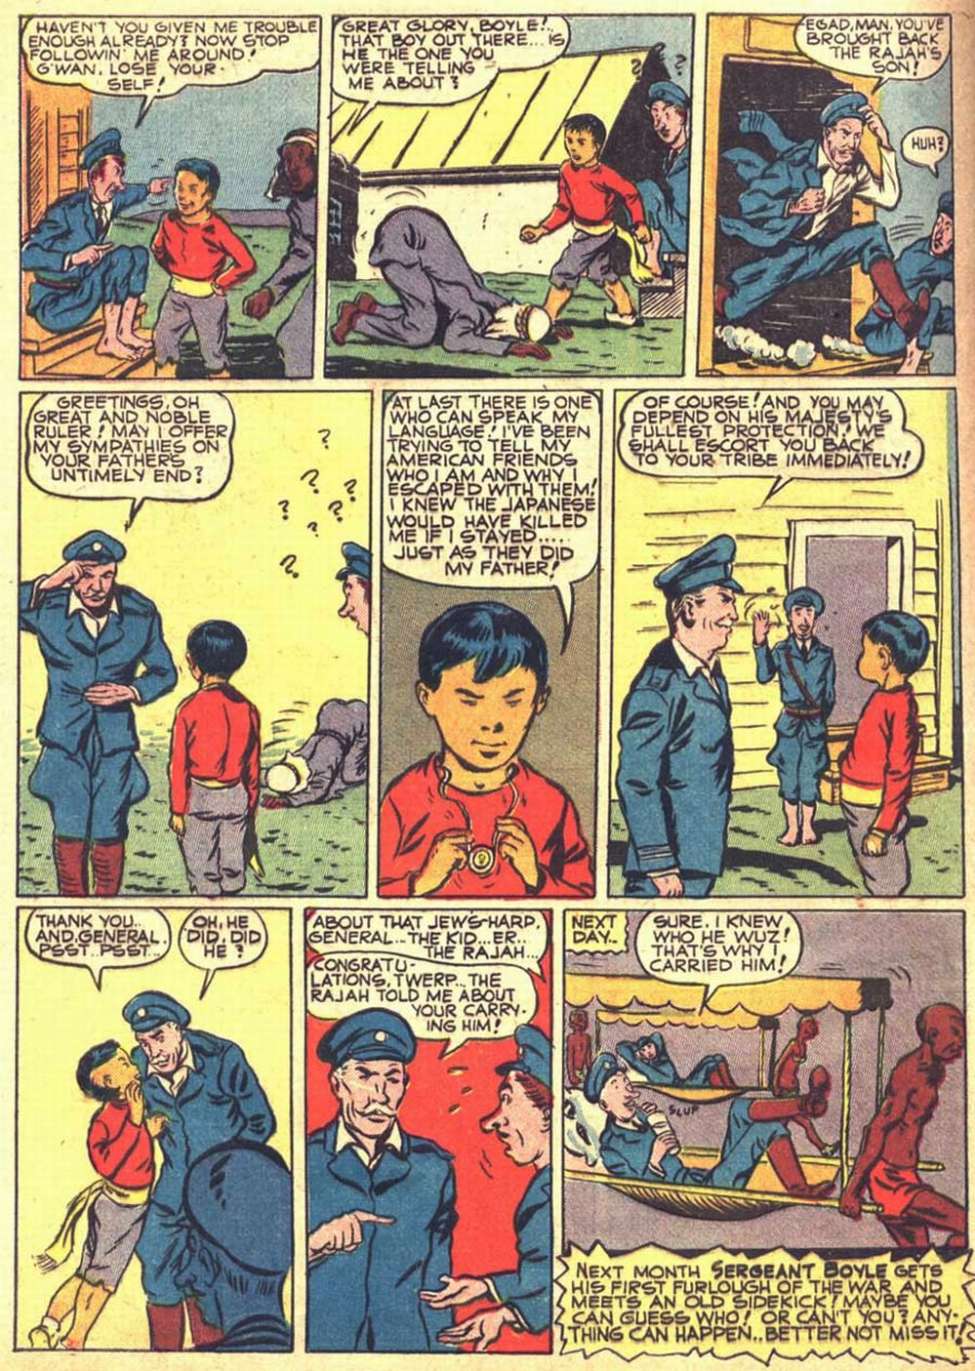 HAVEN'T YOU GIVEN ME TROUBLE
ENOUGH ALREADY? NOW STOP
FOLLOWIN' ME AROUND!
G'WAN. LOSE YOUR-
SELF!
GREAT GLORY, BOYLE!..
THAT BOY OUT THERE... IS
HE THE ONE YOU
WERE TELLING
ME ABOUT?
? ? ?
EGAD, MAN, YOU'VE
BROUGHT BACK
THE RAJAH'S
SON!
HUH?
GREETINGS, OH
GREAT AND NOBLE
RULER! MAY I OFFER
MY SYMPATHIES ON
YOUR FATHERS
UNTIMELY END?
?
? ?
? ?
?
?
AT LAST THERE IS ONE
WHO CAN SPEAK MY
LANGUAGE! I'VE BEEN
TRYING TO TELL MY
AMERICAN FRIENDS
WHO I AM AND WHY I
ESCAPED WITH THEM!
I KNEW THE JAPANESE
WOULD HAVE KILLED
ME IF I STAYED....
JUST AS THEY DID
MY FATHER!
OF COURSE! AND YOU MAY
DEPEND ON HIS MAJESTY'S
FULLEST PROTECTION! WE
SHALL ESCORT YOU BACK
TO YOUR TRIBE IMMEDIATELY!
THANK YOU..
AND, GENERAL.
PSST..PSST...
OH, HE
DID, DID
HE?
ABOUT THAT JEW'S-HARP,
GENERAL...THE KID...ER..
THE RAJAH...
CONGRATU-
LATIONS, TWERP...THE
RAJAH TOLD ME ABOUT
YOUR CARRY-
ING HIM!
NEXT
DAY..
SURE. I KNEW
WHO HE WUZ!
THAT'S WHY I
CARRIED HIM!
SLUP
NEXT MONTH SERGEANT BOYLE GETS
HIS FIRST FURLOUGH OF THE WAR AND
MEETS AN OLD SIDEKICK! MAYBE YOU
CAN GUESS WHO! OR CAN'T YOU? ANY-
THING CAN HAPPEN..BETTER NOT MISS IT!